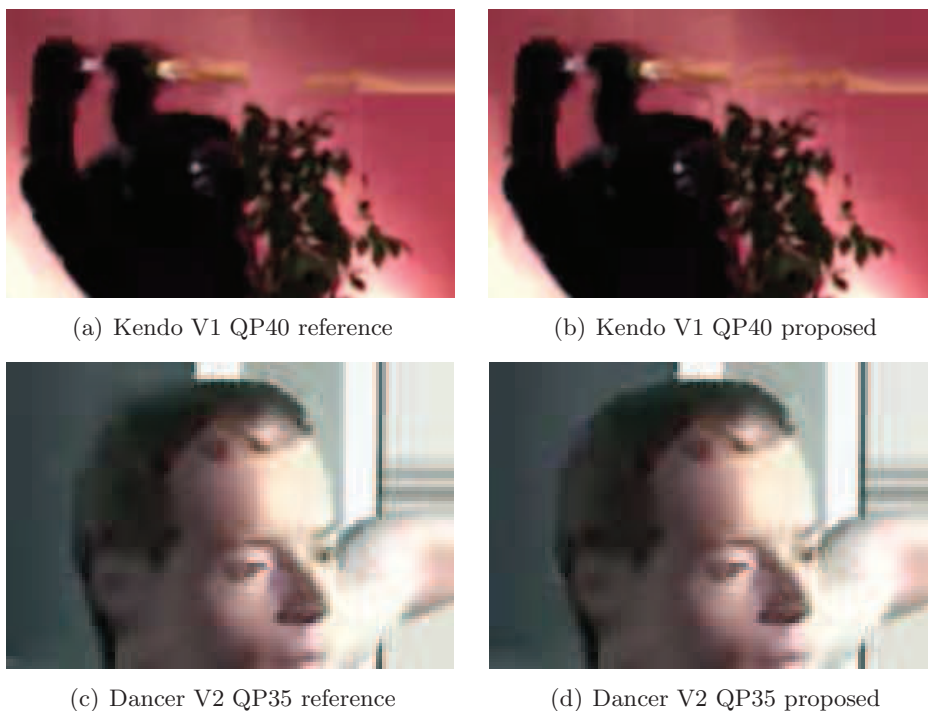 (a) Kendo V1 QP40 reference
(b) Kendo V1 QP40 proposed
(c) Dancer V2 QP35 reference
(d) Dancer V2 QP35 proposed